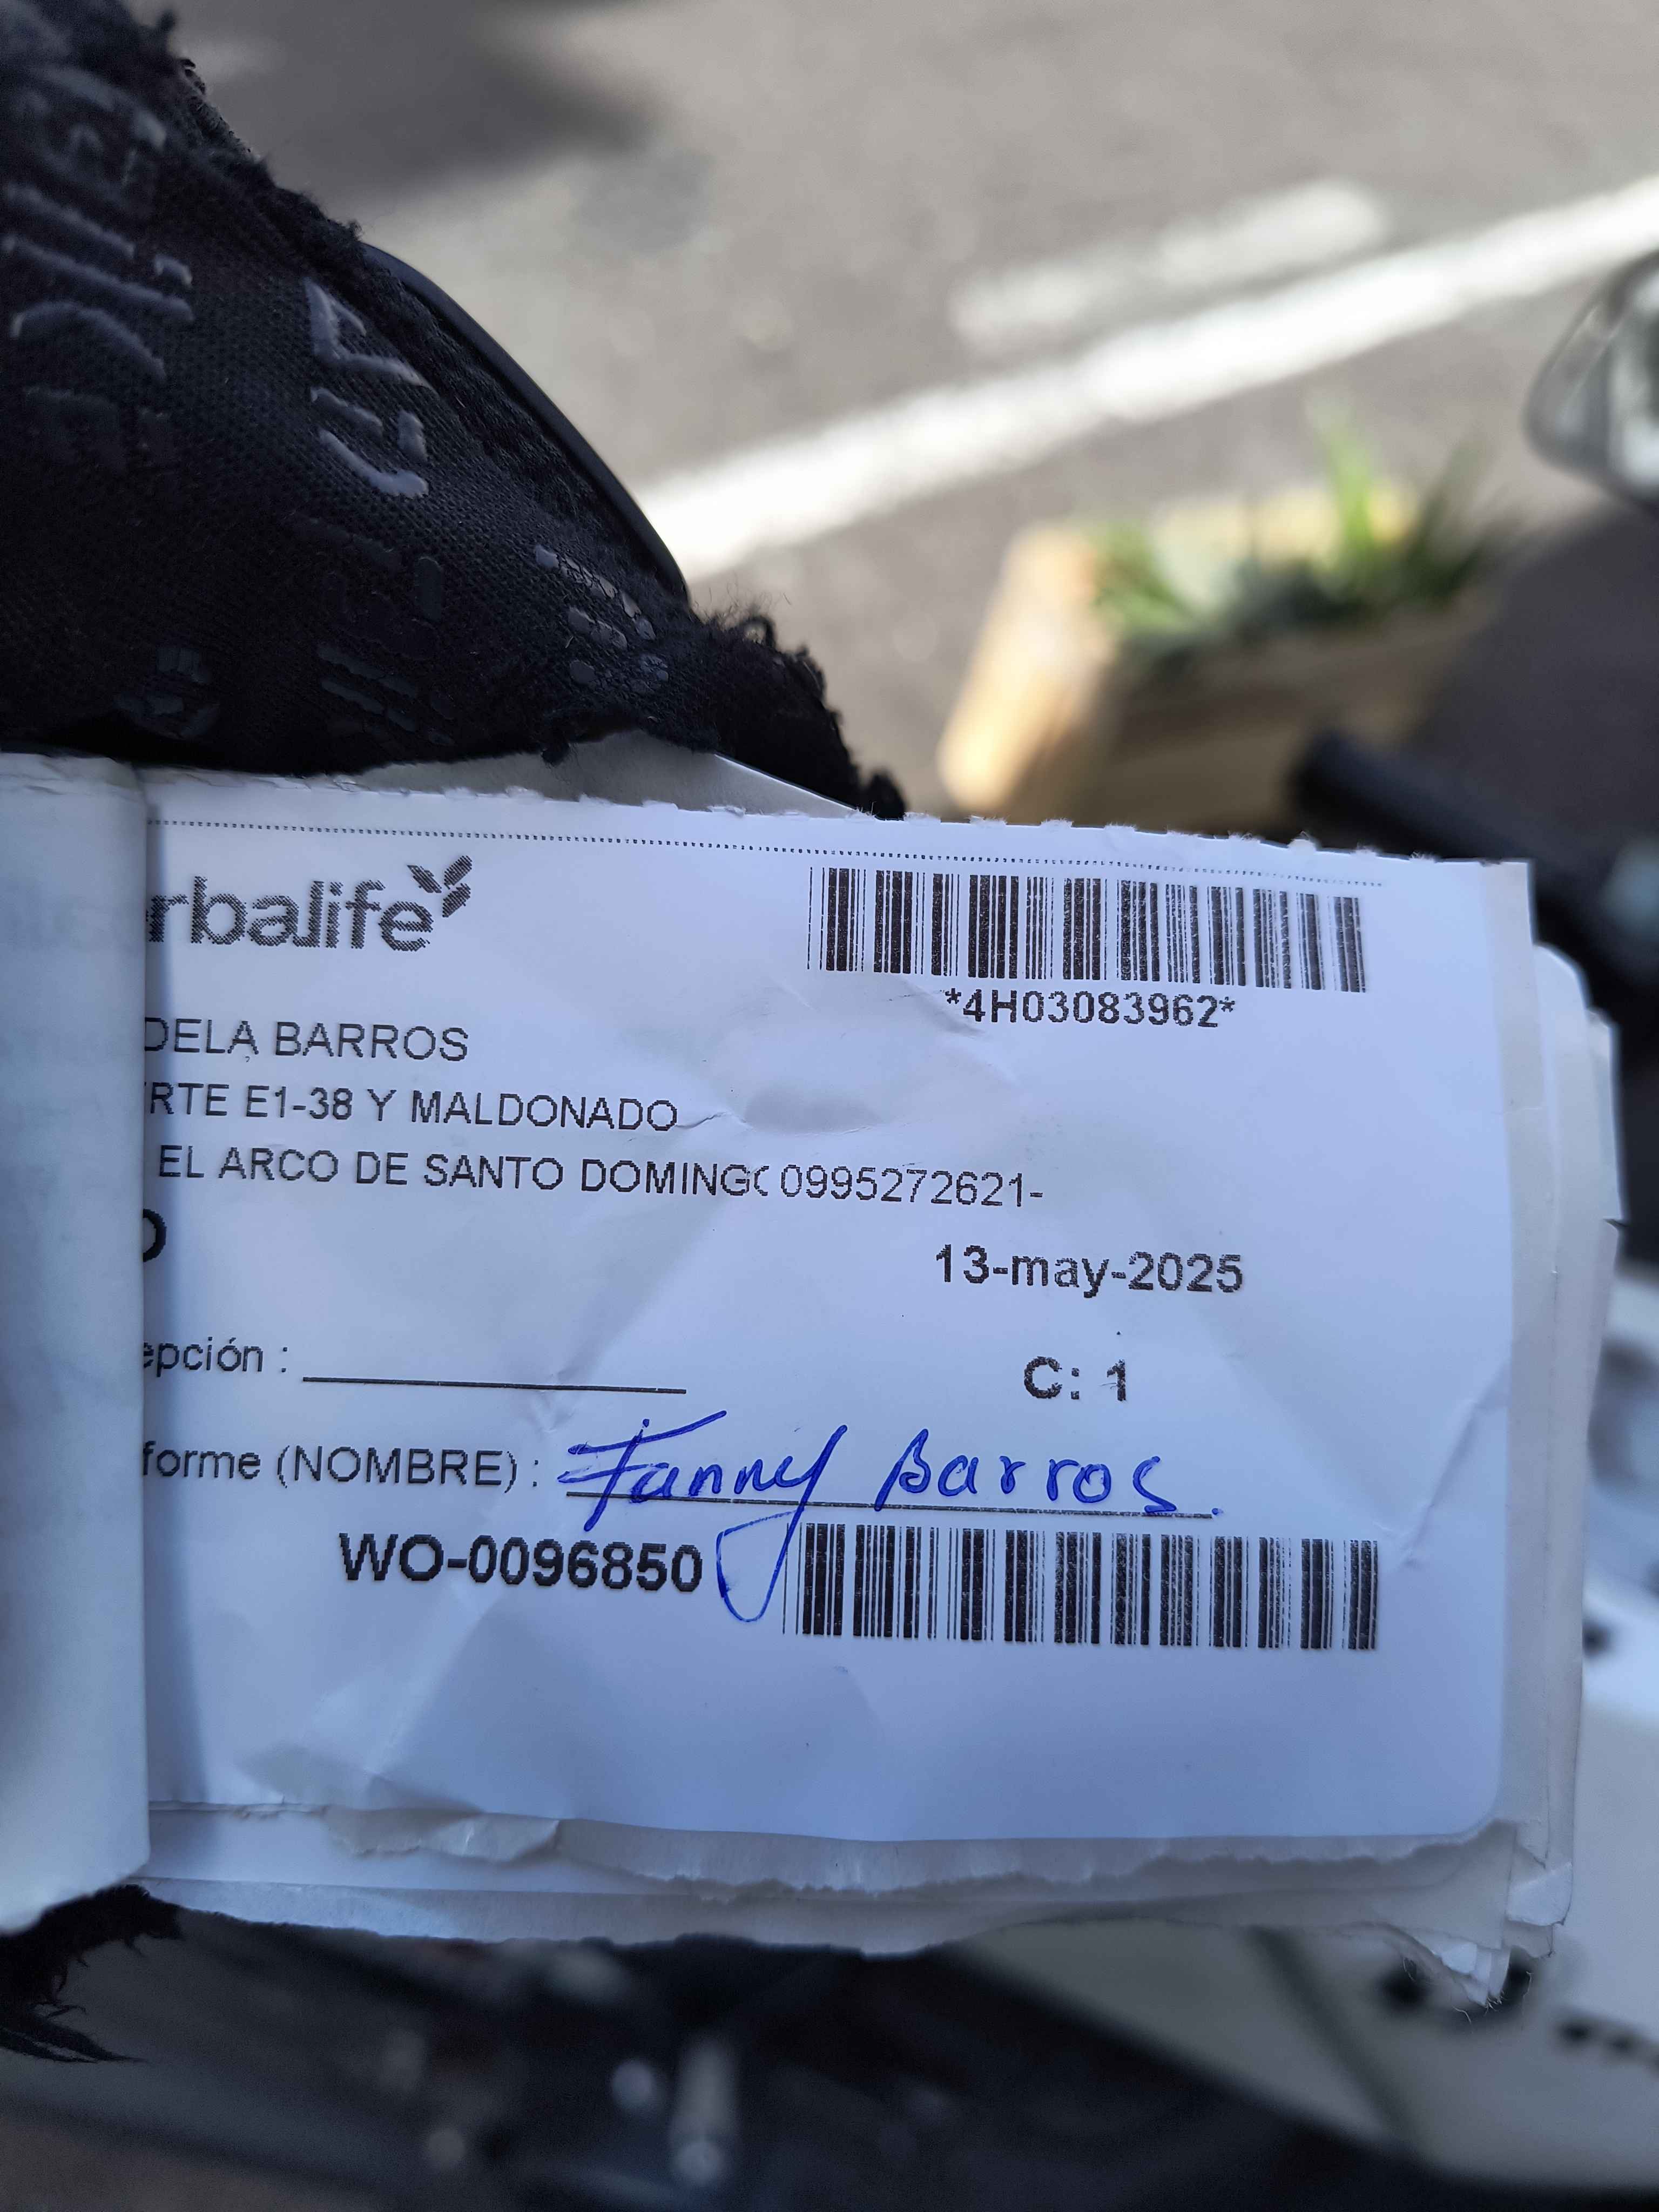 rbalife
*4H03083962*
DELA BARROS
RTE E1-38 Y MALDONADO
EL ARCO DE SANTO DOMINGO 0995272621-
O
13-may-2025
epción :
C: 1
forme (NOMBRE) : Fanny Barros.
WO-0096850